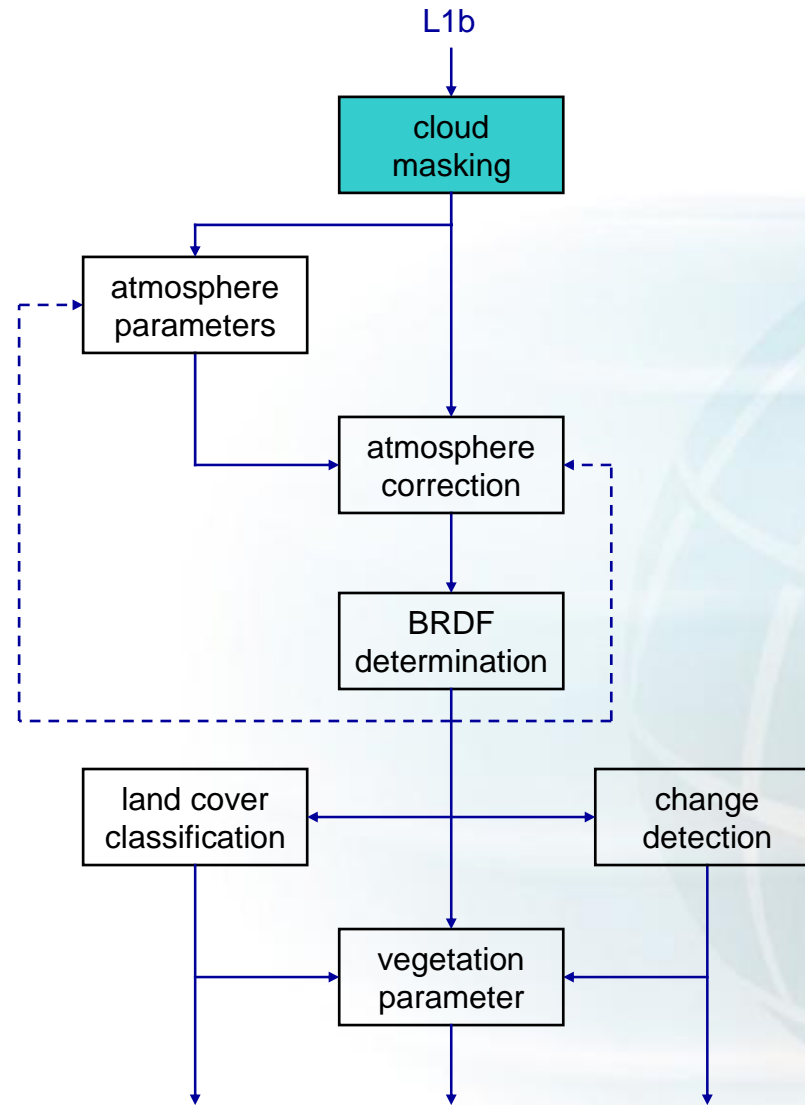 L1b
cloud
masking
atmosphere
parameters
atmosphere
correction
BRDF
determination
land cover
classification
change
detection
vegetation
parameter